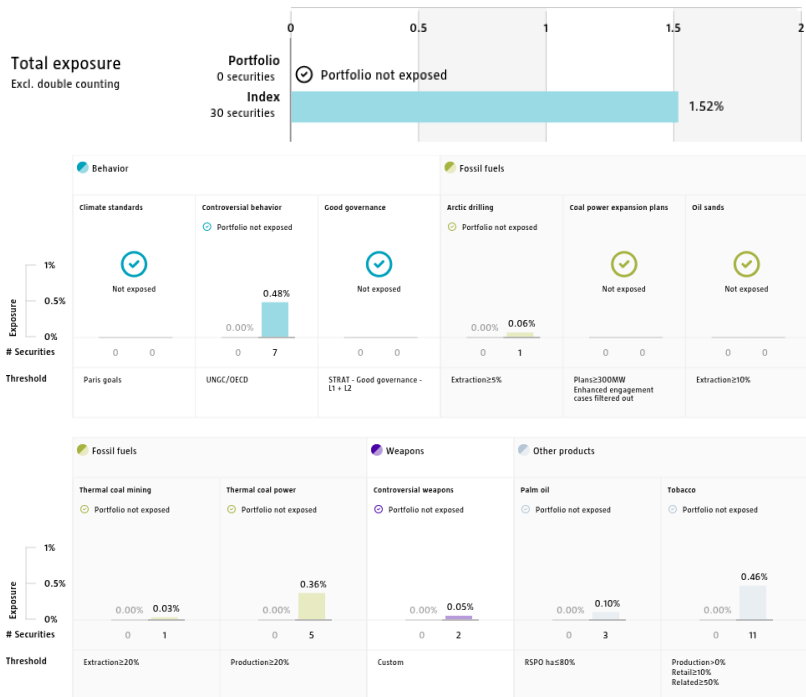 0 0.5 1 1.5 2
Total exposure
Excl. double counting
Portfolio
0 securities
Portfolio not exposed
Index
30 securities
1.52%
Behavior
Fossil fuels
Climate standards
Controversial behavior
Good governance
Arctic drilling
Coal power expansion plans
Oil sands
Portfolio not exposed
Portfolio not exposed
Not exposed
Not exposed
Not exposed
Not exposed
Exposure
1%
0.5%
0%
0.00% 0.48%
0.00% 0.06%
# Securities
0 0
0 7
0 0
0 1
0 0
0 0
Threshold
Paris goals
UNGC/OECD
STRAT - Good governance -
L1 + L2
Extraction≥5%
Plans≥300MW
Enhanced engagement
cases filtered out
Extraction≥10%
Fossil fuels
Weapons
Other products
Thermal coal mining
Thermal coal power
Controversial weapons
Palm oil
Tobacco
Portfolio not exposed
Portfolio not exposed
Portfolio not exposed
Portfolio not exposed
Portfolio not exposed
Exposure
1%
0.5%
0%
0.00% 0.03%
0.00% 0.36%
0.00% 0.05%
0.00% 0.10%
0.00% 0.46%
# Securities
0 1
0 5
0 2
0 3
0 11
Threshold
Extraction≥20%
Production≥20%
Custom
RSPO ha≤80%
Production>0%
Retail≥10%
Related≥50%